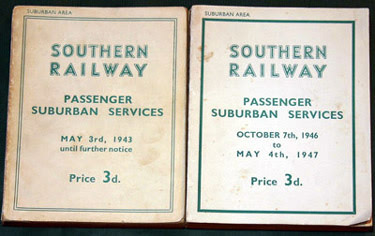 SUBURBAN AREA
SOUTHERN
RAILWAY
PASSENGER
SUBURBAN SERVICES
MAY 3rd, 1943
until further notice
Price 3d.
SUBURBAN AREA
SOUTHERN
RAILWAY
PASSENGER
SUBURBAN SERVICES
OCTOBER 7th, 1946
to
MAY 4th, 1947
Price 3d.